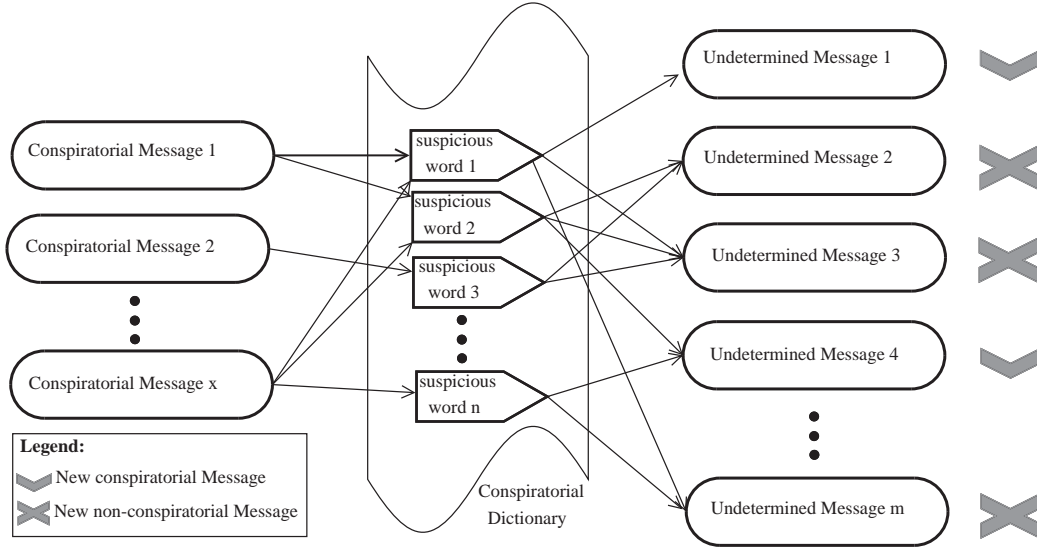 Conspiratorial Message 1
Conspiratorial Message 2
Conspiratorial Message x
suspicious
word 1
suspicious
word 2
suspicious
word 3
suspicious
word n
Conspiratorial
Dictionary
Undetermined Message 1
Undetermined Message 2
Undetermined Message 3
Undetermined Message 4
Undetermined Message m
Legend:
New conspiratorial Message
New non-conspiratorial Message